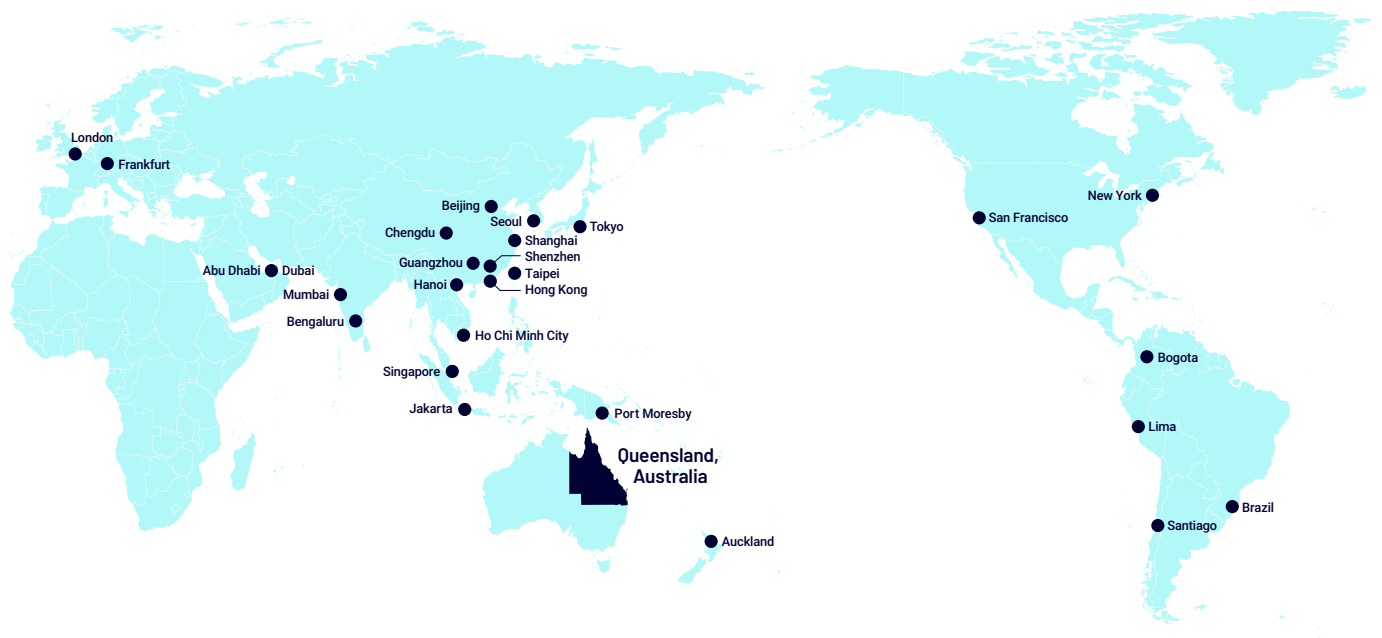 London
Frankfurt
New York
Beijing
San Francisco
Seoul
Tokyo
Chengdu
Shanghai
Shenzhen
Guangzhou
Abu Dhabi
Dubai
Taipei
Hanoi
Hong Kong
Mumbai
Bengaluru
Ho Chi Minh City
Bogota
Singapore
Jakarta
Port Moresby
Lima
Queensland,
Australia
Brazil
Santiago
Auckland